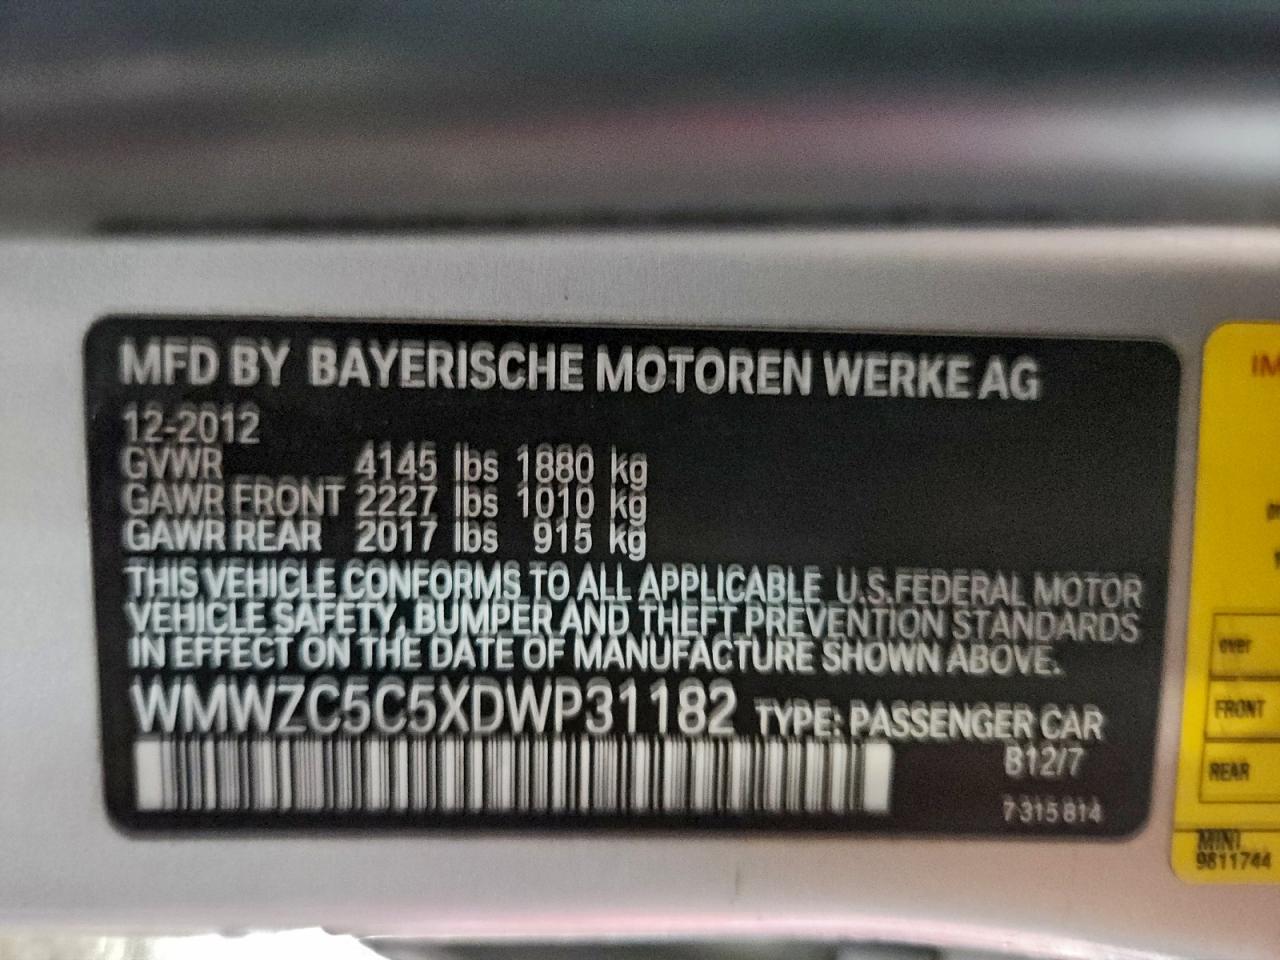 MFD BY BAYERISCHE MOTOREN WERKE AG
12-2012
GVWR 4145 lbs 1880 kg
GAWR FRONT 2227 lbs 1010 kg
GAWR REAR 2017 lbs 915 kg
THIS VEHICLE CONFORMS TO ALL APPLICABLE U.S.FEDERAL MOTOR
VEHICLE SAFETY, BUMPER AND THEFT PREVENTION STANDARDS
IN EFFECT ON THE DATE OF MANUFACTURE SHOWN ABOVE.
WMWZC5C5XDWP31182 TYPE: PASSENGER CAR
B12/7
7 315 814
over
FRONT
REAR
MINI
9811744